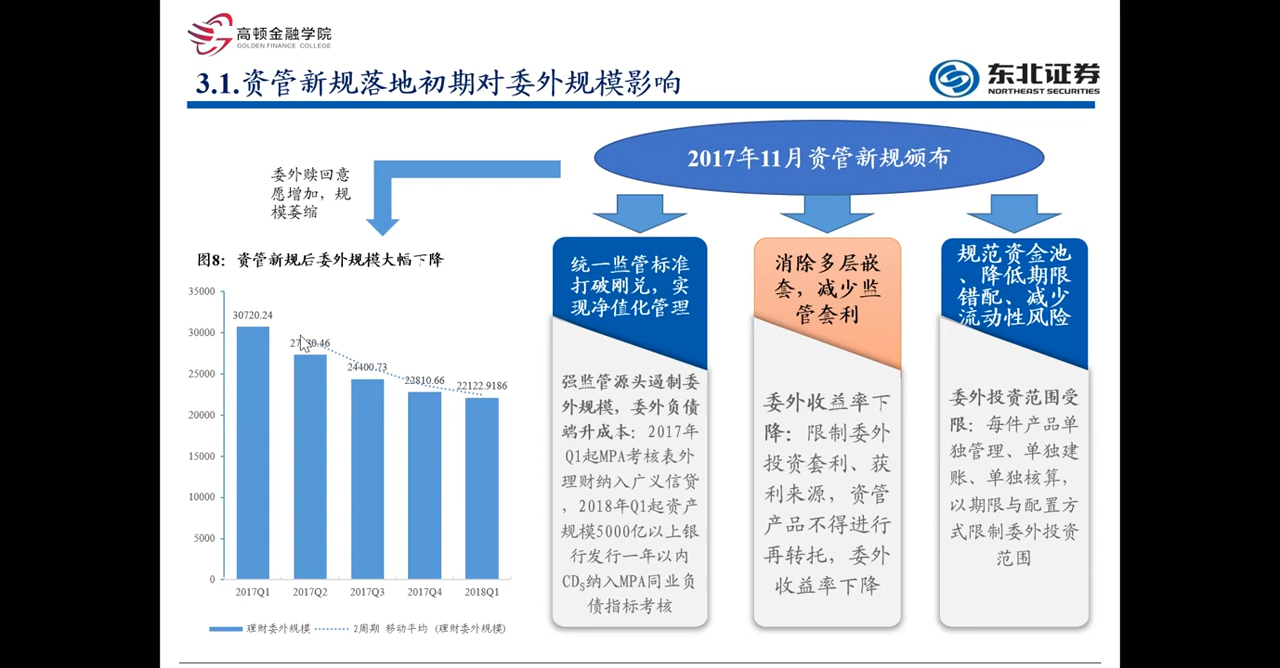 高顿金融学院
GOLDEN FINANCE COLLEGE
3.1.资管新规落地初期对委外规模影响
东北证券
NORTHEAST SECURITIES
2017年11月资管新规颁布
委外赎回意
愿增加，规
模萎缩
图8：资管新规后委外规模大幅下降
35000
30000
25000
20000
15000
10000
5000
0
30720.24
24400.73
22810.66
22122.9186
2017Q1
2017Q2
2017Q3
2017Q4
2018Q1
理财委外规模
2周期 移动平均 (理财委外规模)
统一监管标准
打破刚兑，实
现净值化管理
强监管源头遏制委
外规模，委外负债
端升成本：2017年
Q1起MPA考核表外
理财纳入广义信贷
，2018年Q1起资产
规模5000亿以上银
行发行一年以内
CDs纳入MPA同业负
债指标考核
消除多层嵌
套，减少监
管套利
委外收益率下
降：限制委外
投资套利、获
利来源，资管
产品不得进行
再转托，委外
收益率下降
规范资金池
、降低期限
错配、减少
流动性风险
委外投资范围受
限：每件产品单
独管理、单独建
账、单独核算，
以期限与配置方
式限制委外投资
范围